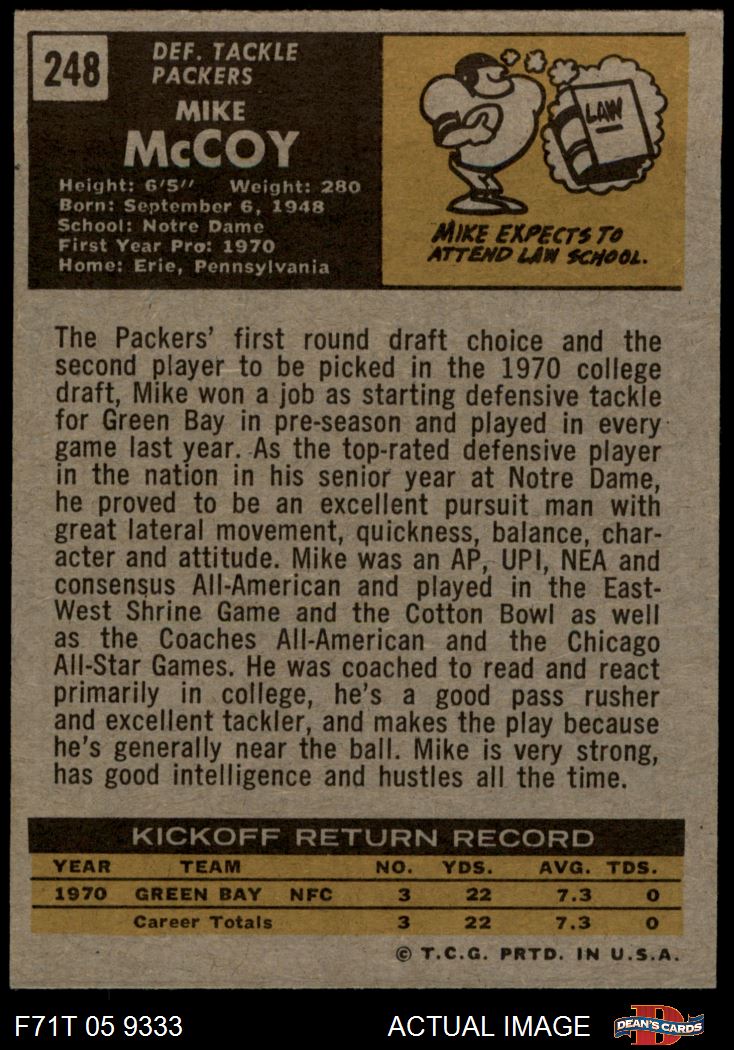 248
DEF. TACKLE
PACKERS
MIKE
McCOY
Height: 6'5" Weight: 280
Born: September 6, 1948
School: Notre Dame
First Year Pro: 1970
Home: Erie, Pennsylvania
LAW
MIKE EXPECTS TO
ATTEND LAW SCHOOL.
The Packers' first round draft choice and the
second player to be picked in the 1970 college
draft, Mike won a job as starting defensive tackle
for Green Bay in pre-season and played in every
game last year. As the top-rated defensive player
in the nation in his senior year at Notre Dame,
he proved to be an excellent pursuit man with
great lateral movement, quickness, balance, char-
acter and attitude. Mike was an AP, UPI, NEA and
consensus All-American and played in the East-
West Shrine Game and the Cotton Bowl as well
as the Coaches All-American and the Chicago
All-Star Games. He was coached to read and react
primarily in college, he's a good pass rusher
and excellent tackler, and makes the play because
he's generally near the ball. Mike is very strong,
has good intelligence and hustles all the time.
KICKOFF RETURN RECORD
YEAR TEAM NO. YDS. AVG. TDS.
1970 GREEN BAY NFC 3 22 7.3 0
Career Totals 3 22 7.3 0
© T.C.G. PRTD. IN U.S.A.
F71T 05 9333 ACTUAL IMAGE D DEAN'S CARDS